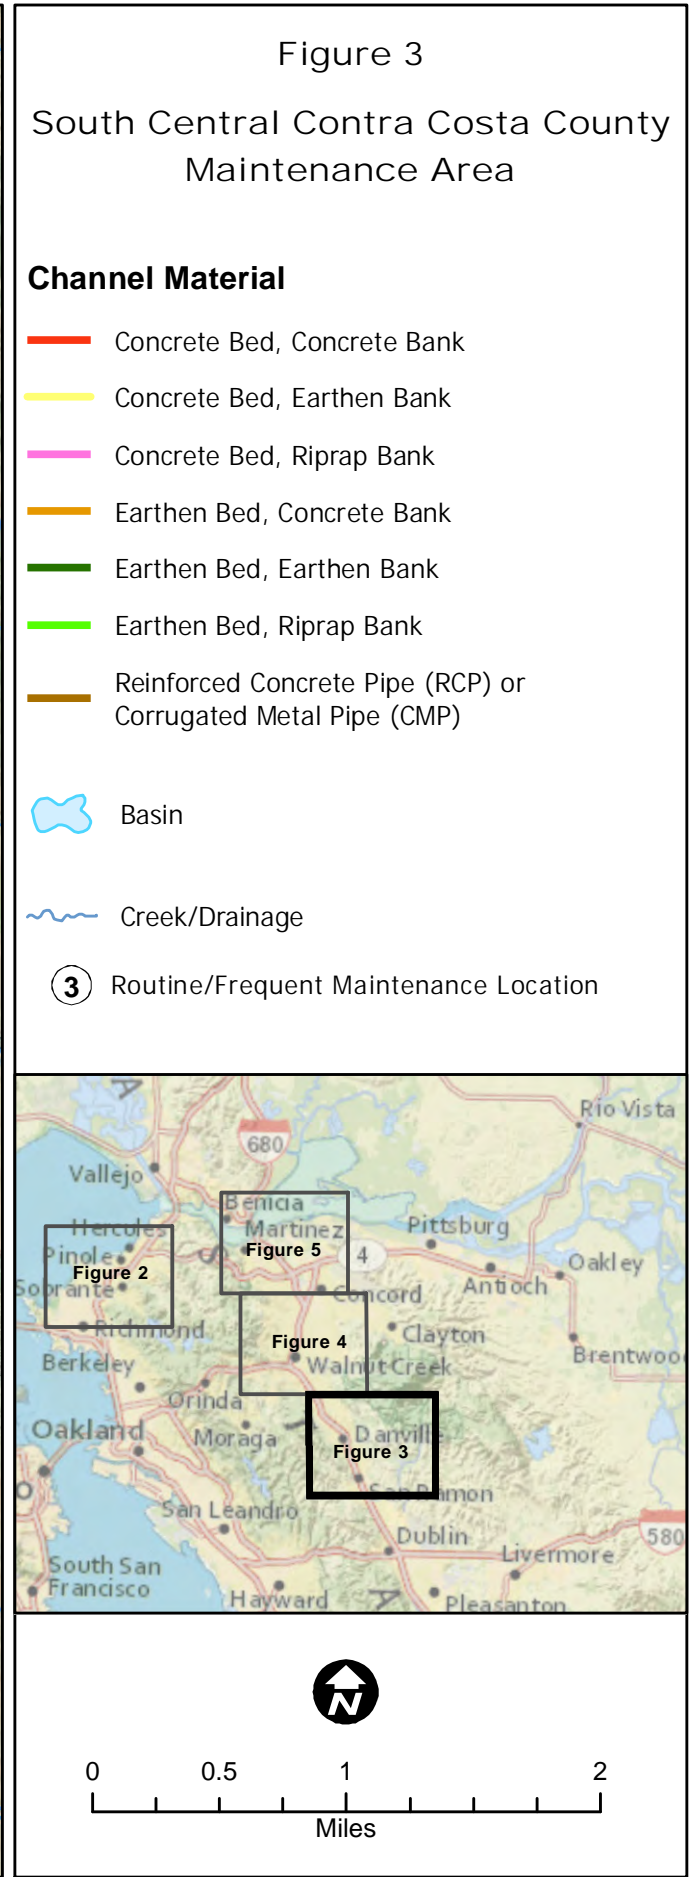 Figure 3
South Central Contra Costa County
Maintenance Area
Channel Material
Concrete Bed, Concrete Bank
Concrete Bed, Earthen Bank
Concrete Bed, Riprap Bank
Earthen Bed, Concrete Bank
Earthen Bed, Earthen Bank
Earthen Bed, Riprap Bank
Reinforced Concrete Pipe (RCP) or
Corrugated Metal Pipe (CMP)
Basin
Creek/Drainage
3 Routine/Frequent Maintenance Location
Rio Vista
680
Vallejo
Benicia
Hercules
Martinez
Pittsburg
Pinole
Figure 5
4
Oakley
Figure 2
Antioch
Sobrante
Concord
Richmond
Clayton
Figure 4
Brentwood
Berkeley
Walnut Creek
Orinda
Oakland
Moraga
Danville
Figure 3
San Ramon
San Leandro
Dublin
580
Livermore
South San
Francisco
Hayward
Pleasanton
N
0 0.5 1 2
Miles